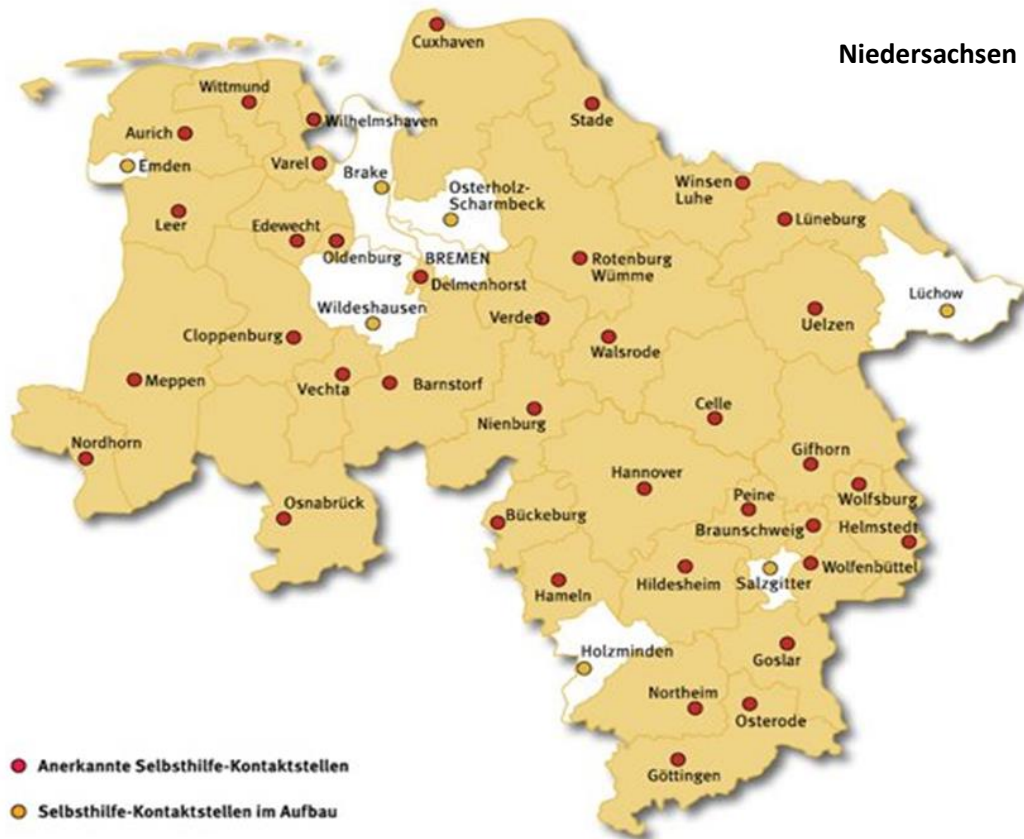 Niedersachsen
Cuxhaven
Wittmund
Stade
Wilhelmshaven
Aurich
Emden
Varel
Brake
Osterholz-
Scharmbeck
Winsen
Luhe
Lüneburg
Leer
Edewecht
Oldenburg
BREMEN
Delmenhorst
Rotenburg
Wümme
Lüchow
Wildeshausen
Verden
Uelzen
Cloppenburg
Walsrode
Meppen
Vechta
Barnstorf
Celle
Nienburg
Nordhorn
Gifhorn
Hannover
Peine
Wolfsburg
Osnabrück
Bückeburg
Braunschweig
Helmstedt
Hildesheim
Salzgitter
Wolfenbüttel
Hameln
Holzminden
Goslar
Northeim
Osterode
Göttingen
Anerkannte Selbsthilfe-Kontaktstellen
Selbsthilfe-Kontaktstellen im Aufbau